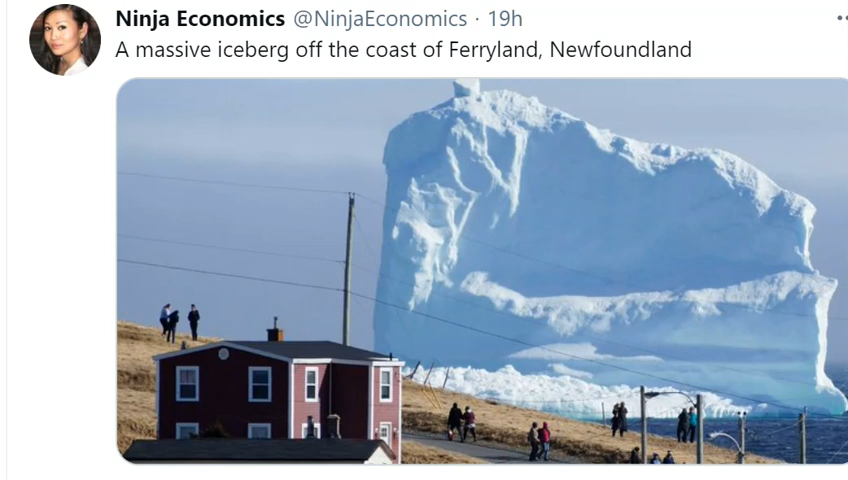 Ninja Economics @NinjaEconomics · 19h
A massive iceberg off the coast of Ferryland, Newfoundland